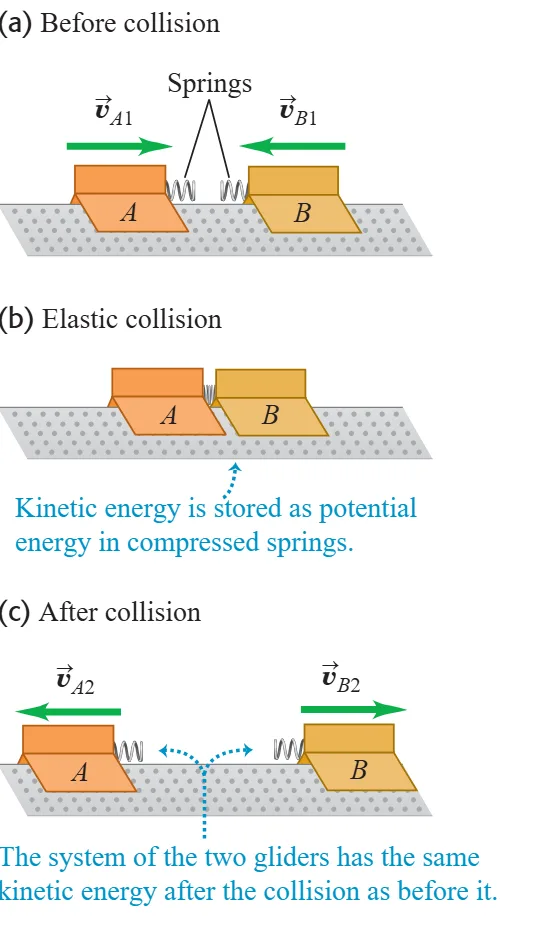 (a) Before collision
Springs
v⃗A1
v⃗B1
A
B
(b) Elastic collision
A
B
Kinetic energy is stored as potential
energy in compressed springs.
(c) After collision
v⃗A2
v⃗B2
A
B
The system of the two gliders has the same
kinetic energy after the collision as before it.